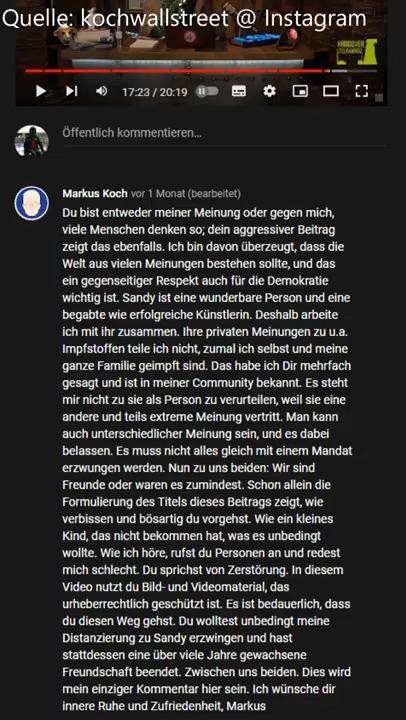 Quelle: kochwallstreet @ Instagram
HANDOVER
17:23 / 20:19
Öffentlich kommentieren...
Markus Koch vor 1 Monat (bearbeitet)
Du bist entweder meiner Meinung oder gegen mich,
viele Menschen denken so; dein aggressiver Beitrag
zeigt das ebenfalls. Ich bin davon überzeugt, dass die
Welt aus vielen Meinungen bestehen sollte, und das
ein gegenseitiger Respekt auch für die Demokratie
wichtig ist. Sandy ist eine wunderbare Person und eine
begabte wie erfolgreiche Künstlerin. Deshalb arbeite
ich mit ihr zusammen. Ihre privaten Meinungen zu u.a.
Impfstoffen teile ich nicht, zumal ich selbst und meine
ganze Familie geimpft sind. Das habe ich Dir mehrfach
gesagt und ist in meiner Community bekannt. Es steht
mir nicht zu sie als Person zu verurteilen, weil sie eine
andere und teils extreme Meinung vertritt. Man kann
auch unterschiedlicher Meinung sein, und es dabei
belassen. Es muss nicht alles gleich mit einem Mandat
erzwungen werden. Nun zu uns beiden: Wir sind
Freunde oder waren es zumindest. Schon allein die
Formulierung des Titels dieses Beitrags zeigt, wie
verbissen und bösartig du vorgehst. Wie ein kleines
Kind, das nicht bekommen hat, was es unbedingt
wollte. Wie ich höre, rufst du Personen an und redest
mich schlecht. Du sprichst von Zerstörung. In diesem
Video nutzt du Bild- und Videomaterial, das
urheberrechtlich geschützt ist. Es ist bedauerlich, dass
du diesen Weg gehst. Du wolltest unbedingt meine
Distanzierung zu Sandy erzwingen und hast
stattdessen eine über viele Jahre gewachsene
Freundschaft beendet. Zwischen uns beiden. Dies wird
mein einziger Kommentar hier sein. Ich wünsche dir
innere Ruhe und Zufriedenheit, Markus